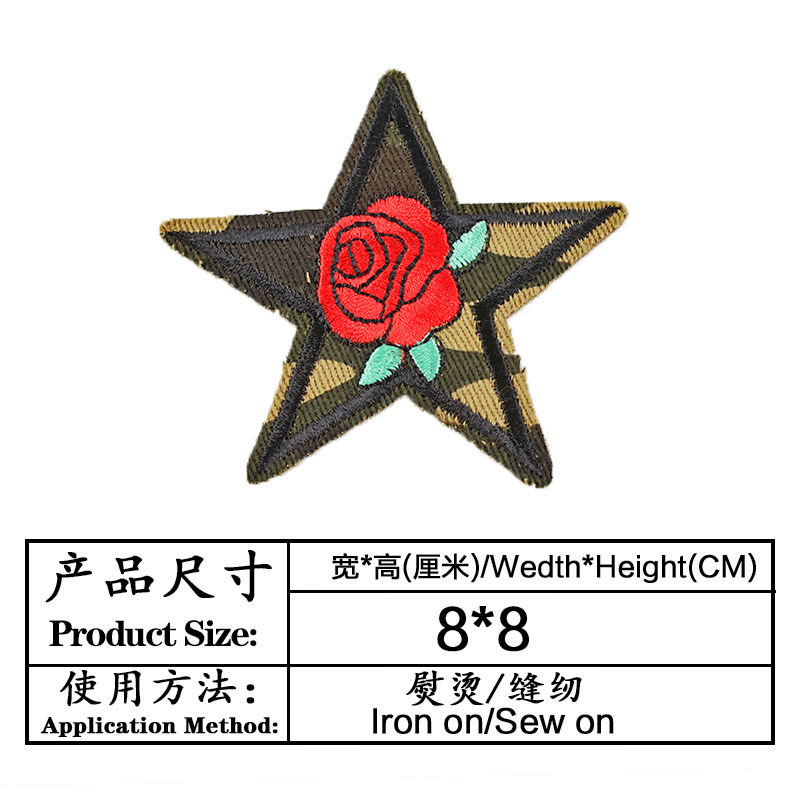 产品尺寸
Product Size:
宽*高(厘米)/Wedth*Height(CM)
8*8
使用方法：
Application Method:
熨烫/缝纫
Iron on/Sew on